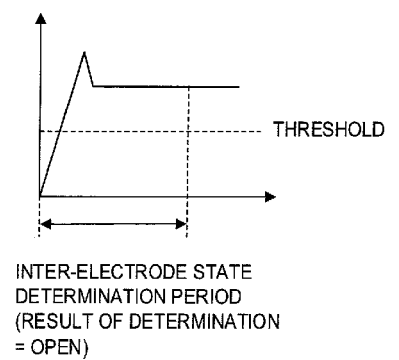 THRESHOLD
INTER-ELECTRODE STATE
DETERMINATION PERIOD
(RESULT OF DETERMINATION
= OPEN)